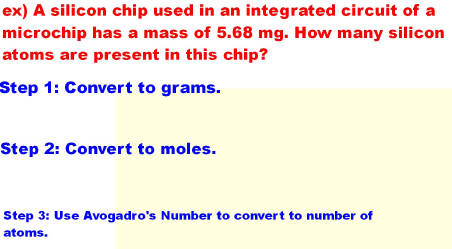 ex) A silicon chip used in an integrated circuit of a
microchip has a mass of 5.68 mg. How many silicon
atoms are present in this chip?
Step 1: Convert to grams.
Step 2: Convert to moles.
Step 3: Use Avogadro's Number to convert to number of
atoms.